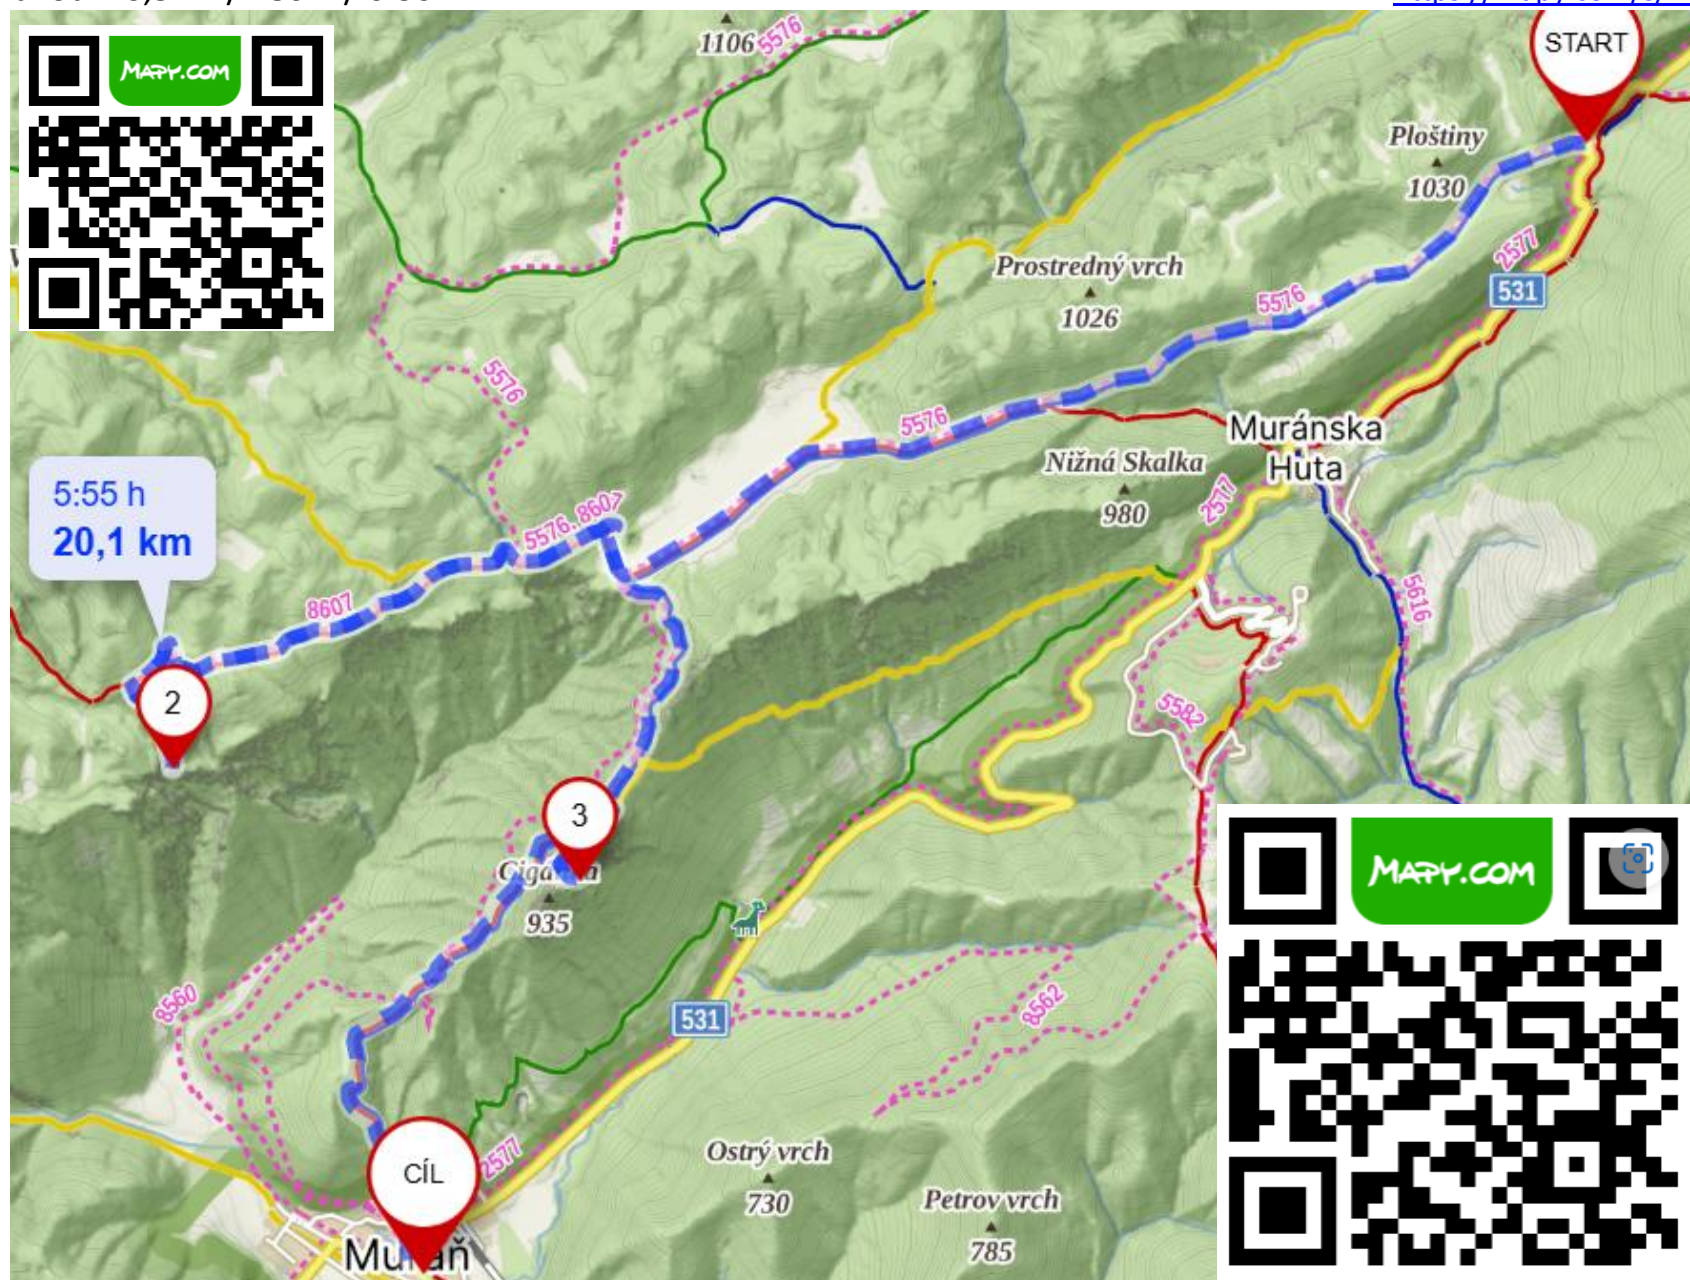 1106
5576
START
MAPY.COM
Ploštiny
1030
2577
531
Prostredný vrch
1026
5576
5576
5576
Muránska
Huta
Nižná Skalka
980
2577
5:55 h
20,1 km
5576, 8607
8607
5616
2
5582
3
935
MAPY.COM
8560
531
8562
Ostrý vrch
730
Petrov vrch
785
2577
CÍL